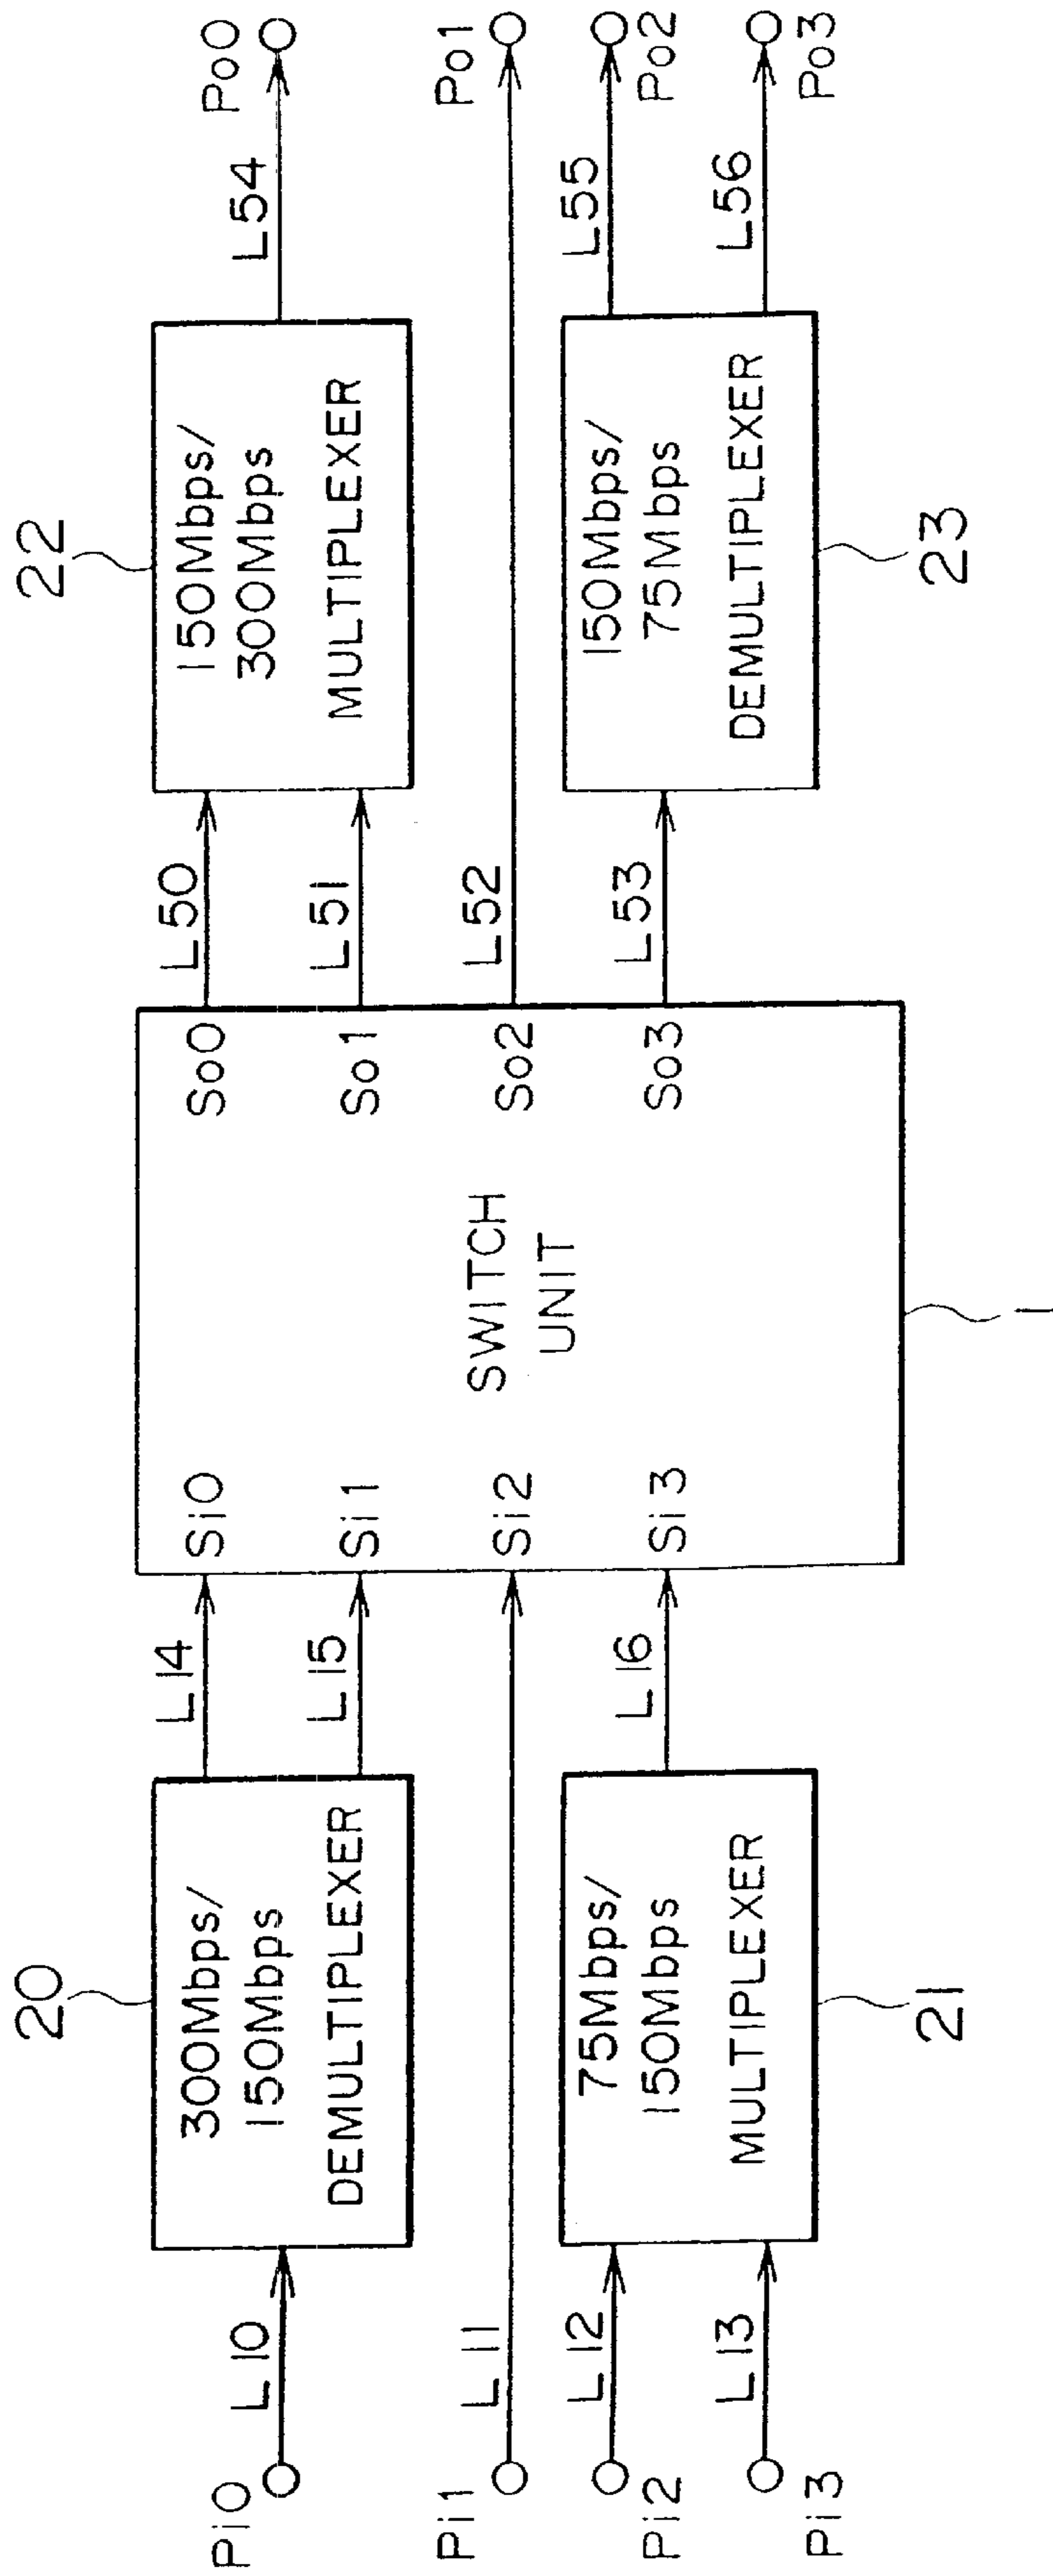 Pi0
L10
Pi1
L11
Pi2
L12
Pi3
L13
20
300Mbps/
150Mbps
DEMULTIPLEXER
75Mbps/
150Mbps
MULTIPLEXER
21
L14
L15
L16
Si0
Si1
Si2
Si3
SWITCH
UNIT
1
So0
So1
So2
So3
L50
L51
L52
L53
22
150Mbps/
300Mbps
MULTIPLEXER
150Mbps/
75Mbps
DEMULTIPLEXER
23
L54
L55
L56
Po0
Po1
Po2
Po3